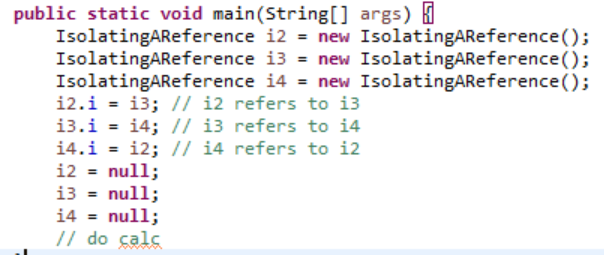 public static void main(String[] args) {
IsolatingAReference i2 = new IsolatingAReference();
IsolatingAReference i3 = new IsolatingAReference();
IsolatingAReference i4 = new IsolatingAReference();
i2.i = i3; // i2 refers to i3
i3.i = i4; // i3 refers to i4
i4.i = i2; // i4 refers to i2
i2 = null;
i3 = null;
i4 = null;
// do calc